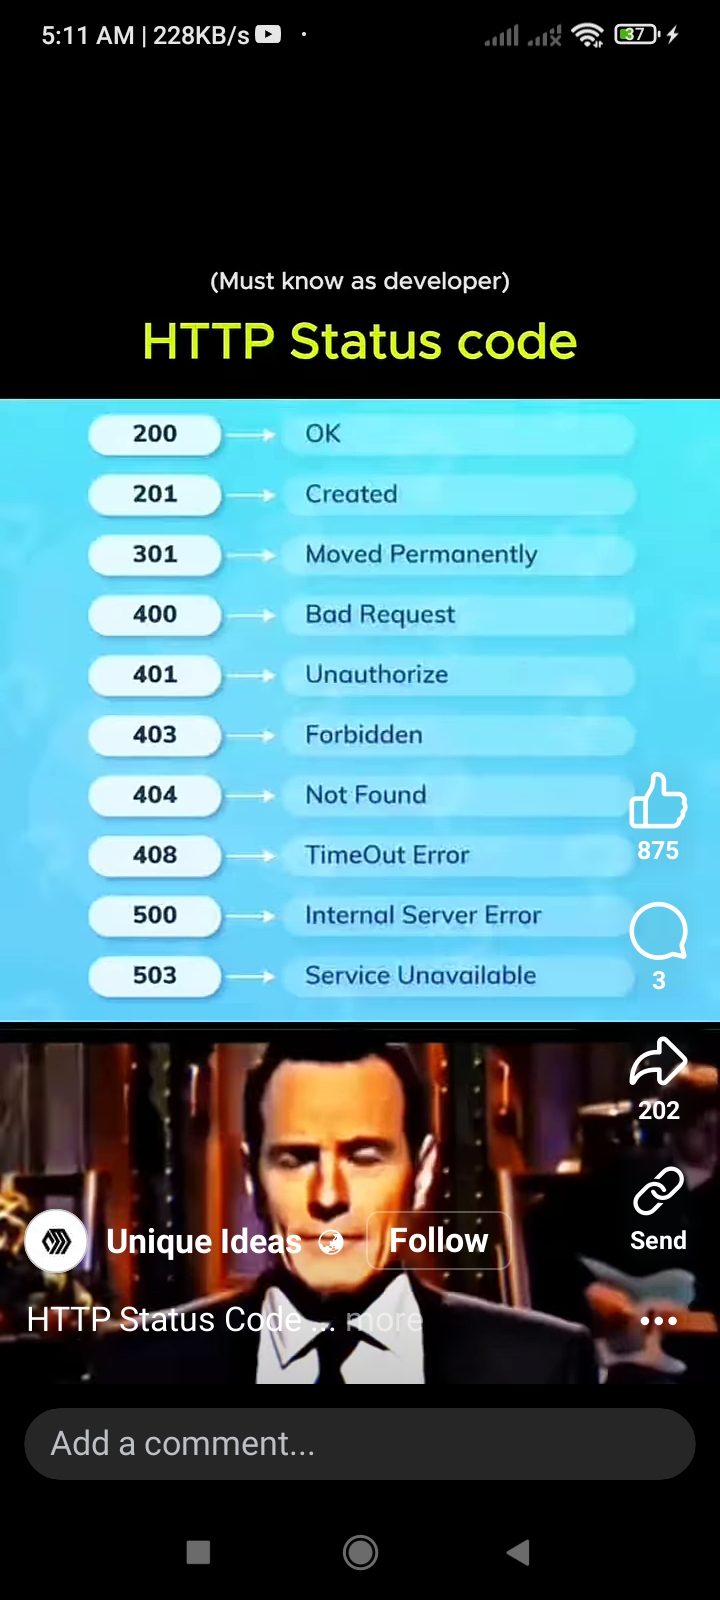 5:11 AM | 228KB/s
37
(Must know as developer)
HTTP Status code
200 OK
201 Created
301 Moved Permanently
400 Bad Request
401 Unauthorize
403 Forbidden
404 Not Found
408 TimeOut Error
500 Internal Server Error
503 Service Unavailable
875
3
202
Send
Unique Ideas Follow
HTTP Status Code ... more
Add a comment...